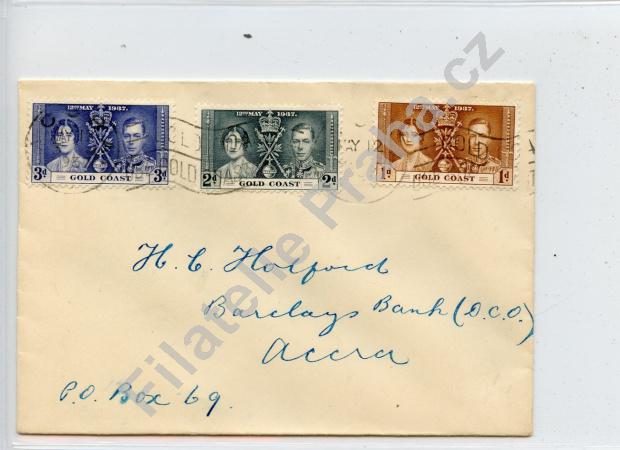 12TH MAY 1937.
3d GOLD COAST 3d
12TH MAY 1937.
2d GOLD COAST 2d
12TH MAY 1937.
1d GOLD COAST 1d
H. C. Holford
Barclays Bank (D.C.O.)
Accra
P.O. Box 69.
Filatelie Praha.cz